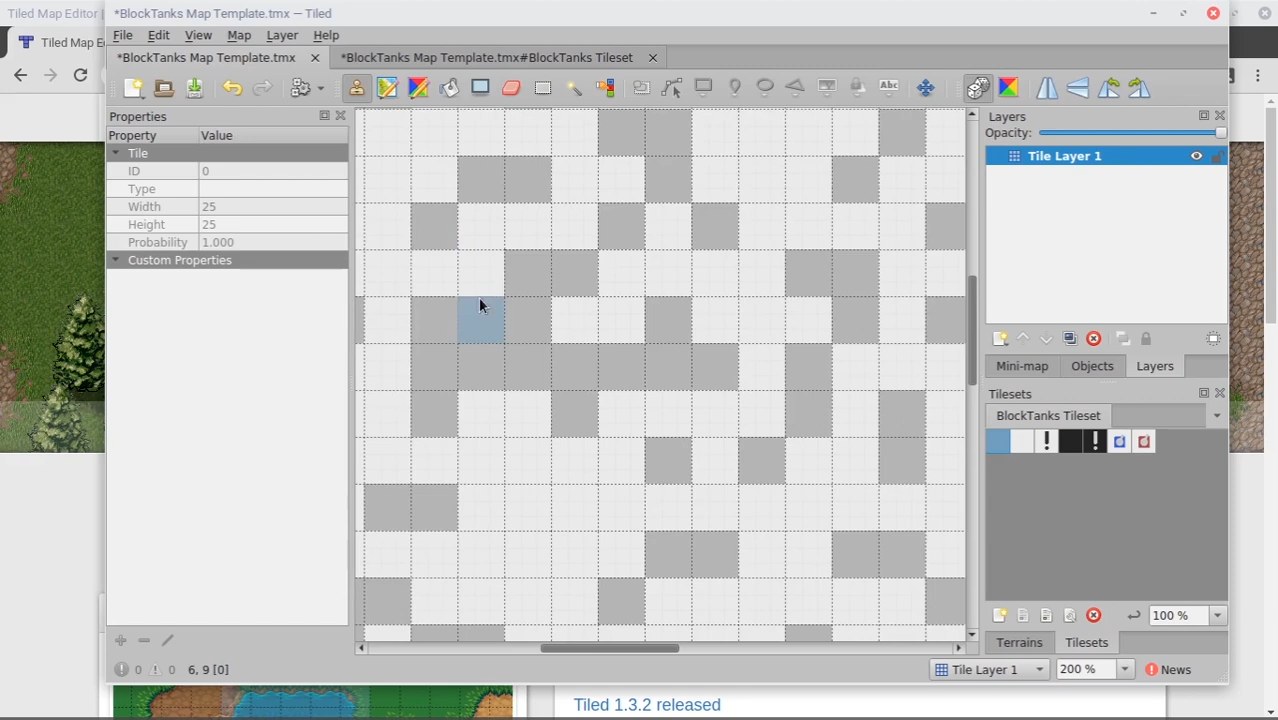 Tiled Map Editor |
*BlockTanks Map Template.tmx — Tiled
Tiled Map Ed
File Edit View Map Layer Help
*BlockTanks Map Template.tmx
*BlockTanks Map Template.tmx#BlockTanks Tileset
Abc
Properties
Property Value
Tile
ID 0
Type
Width 25
Height 25
Probability 1.000
Custom Properties
Layers
Opacity:
Tile Layer 1
Mini-map Objects Layers
Tilesets
BlockTanks Tileset
! !
100 %
Terrains Tilesets
0 0 6, 9 [0]
Tile Layer 1
200 %
News
Tiled 1.3.2 released